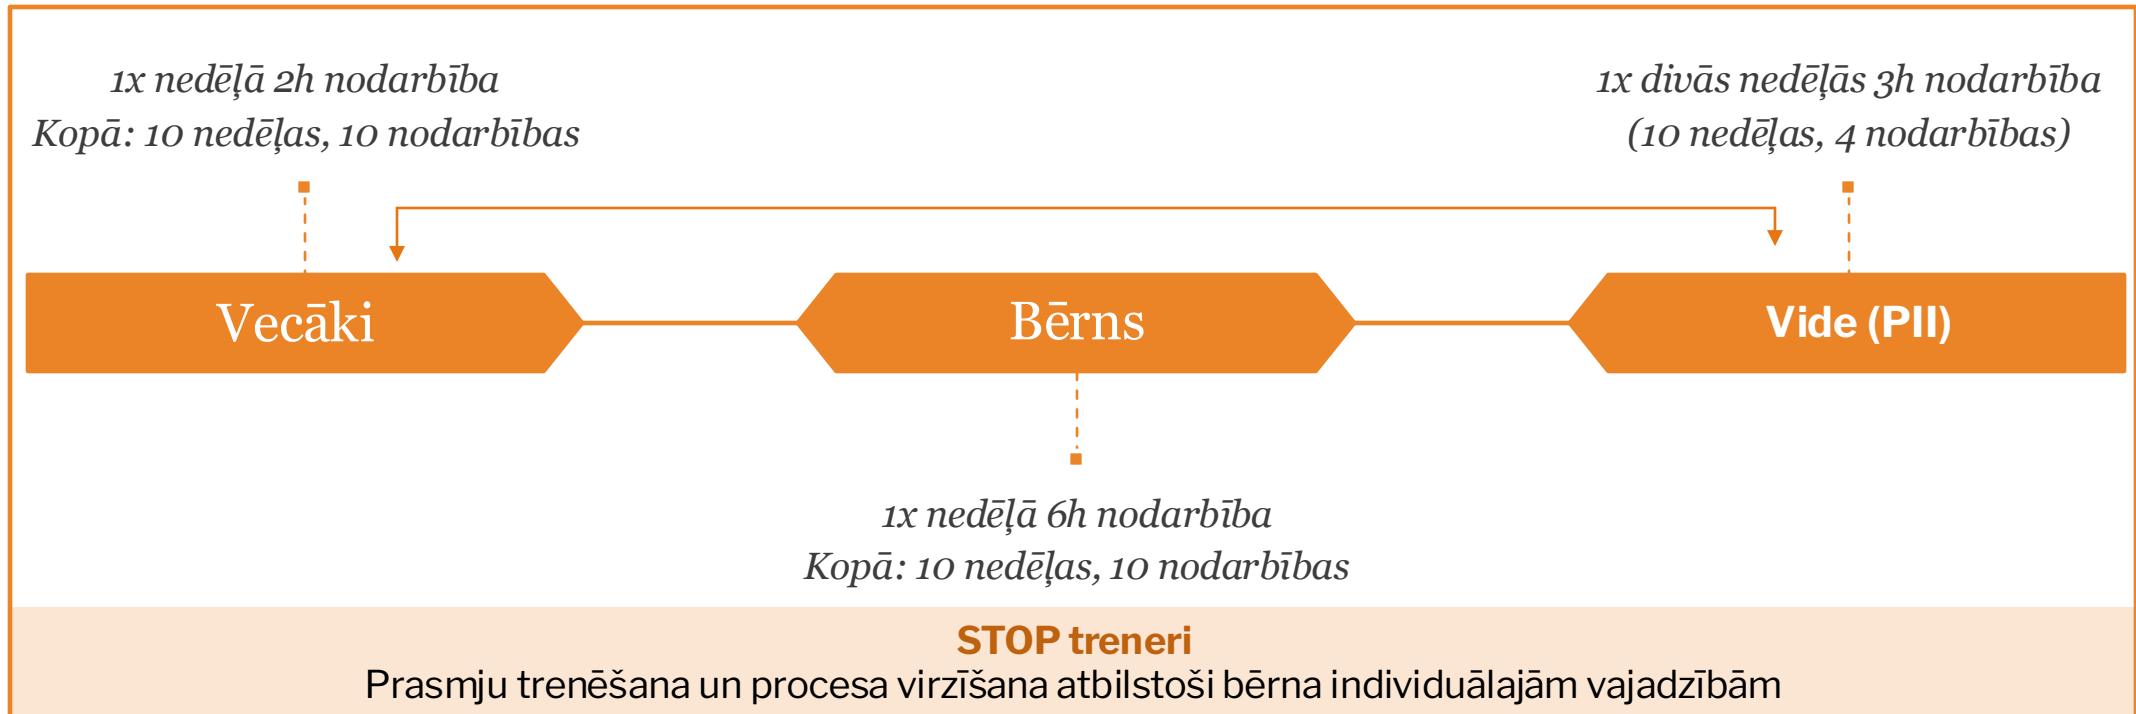 1x nedēļā 2h nodarbība
Kopā: 10 nedēļas, 10 nodarbības
1x divās nedēļās 3h nodarbība
(10 nedēļas, 4 nodarbības)
Vecāki
Bērns
Vide (PII)
1x nedēļā 6h nodarbība
Kopā: 10 nedēļas, 10 nodarbības
STOP treneri
Prasmju trenēšana un procesa virzīšana atbilstoši bērna individuālajām vajadzībām